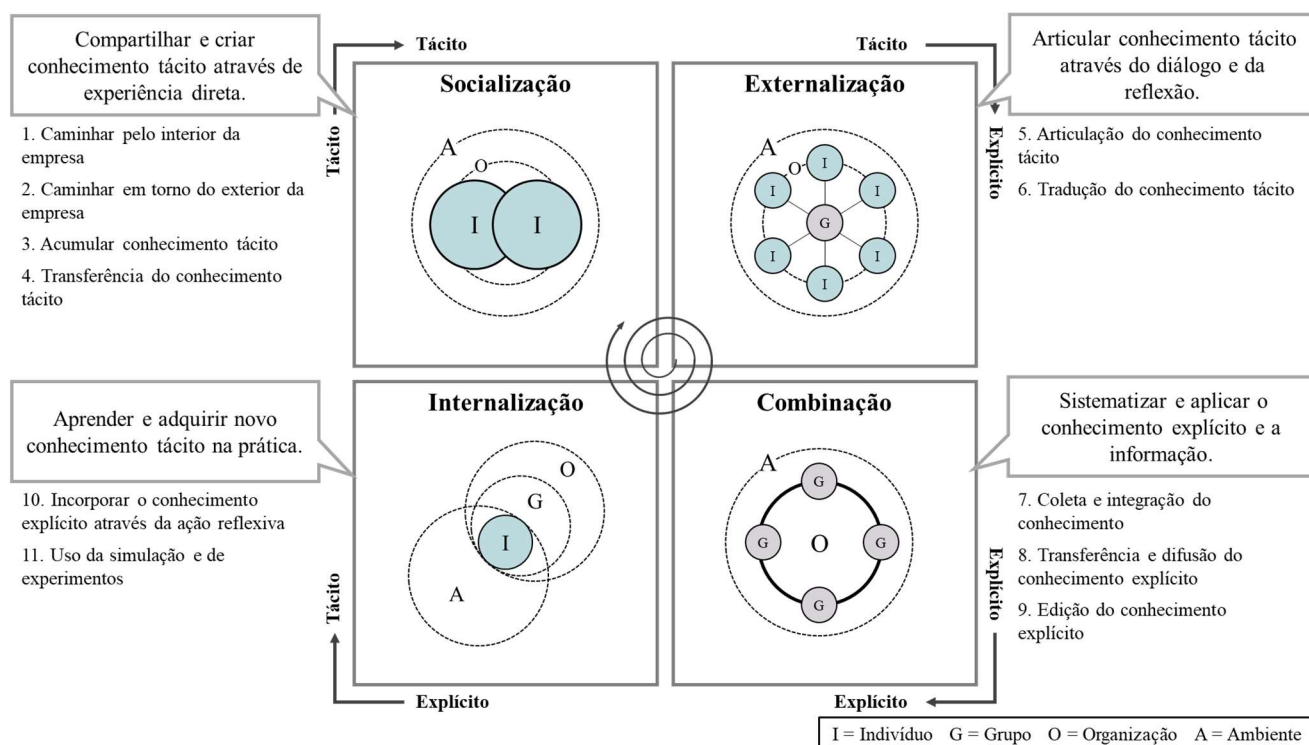 Compartilhar e criar
conhecimento tácito através de
experiência direta.
1. Caminhar pelo interior da
empresa
2. Caminhar em torno do exterior da
empresa
3. Acumular conhecimento tácito
4. Transferência do conhecimento
tácito
Tácito
Tácito
Socialização
A
O
I
I
Tácito
Explícito
Externalização
A
O
I
I
I
G
I
I
I
Articular conhecimento tácito
através do diálogo e da
reflexão.
5. Articulação do conhecimento
tácito
6. Tradução do conhecimento tácito
Aprender e adquirir novo
conhecimento tácito na prática.
10. Incorporar o conhecimento
explícito através da ação reflexiva
11. Uso da simulação e de
experimentos
Tácito
Explícito
Internalização
O
G
I
A
Combinação
A
G
G
O
G
G
Explícito
Explícito
Sistematizar e aplicar o
conhecimento explícito e a
informação.
7. Coleta e integração do
conhecimento
8. Transferência e difusão do
conhecimento explícito
9. Edição do conhecimento
explícito
I = Indivíduo G = Grupo O = Organização A = Ambiente